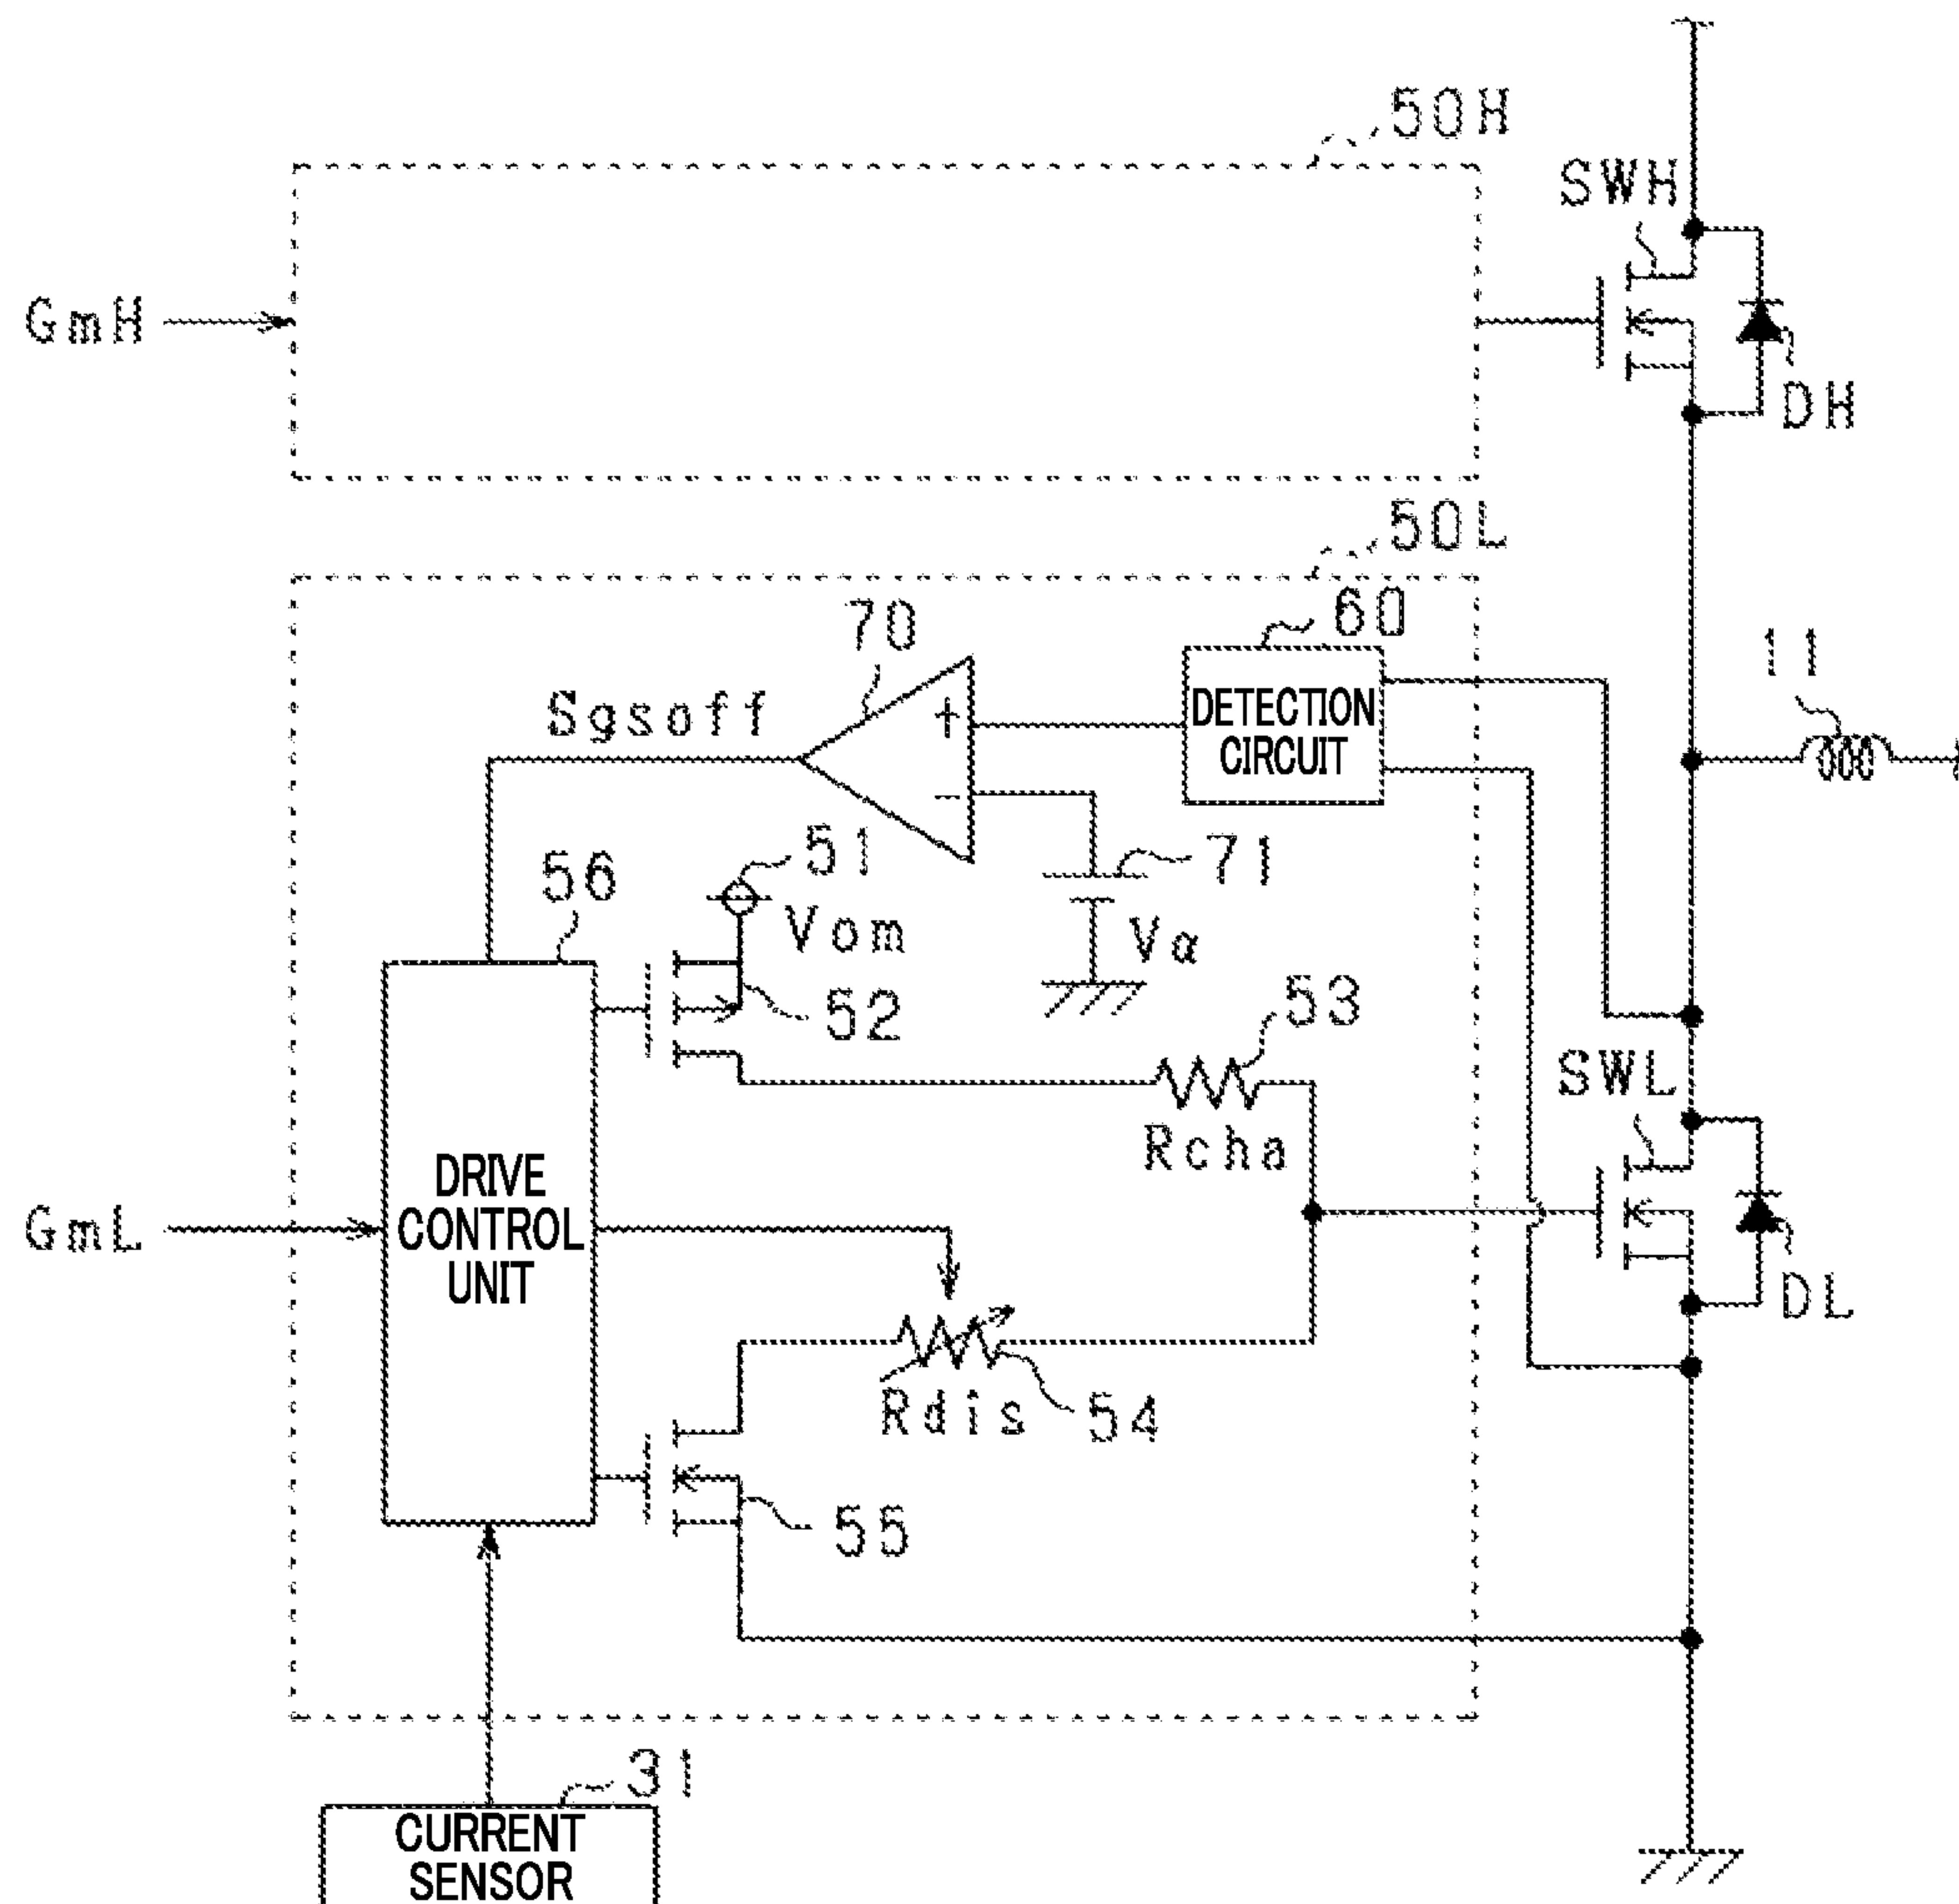 50H
SWH
GmH
DH
50L
70
60
11
Sgsoff
+
DETECTION
CIRCUIT
-
51
71
56
Vom
Vα
52
53
SWL
Rcha
DRIVE
CONTROL
UNIT
GmL
DL
Rdis
54
55
31
CURRENT
SENSOR